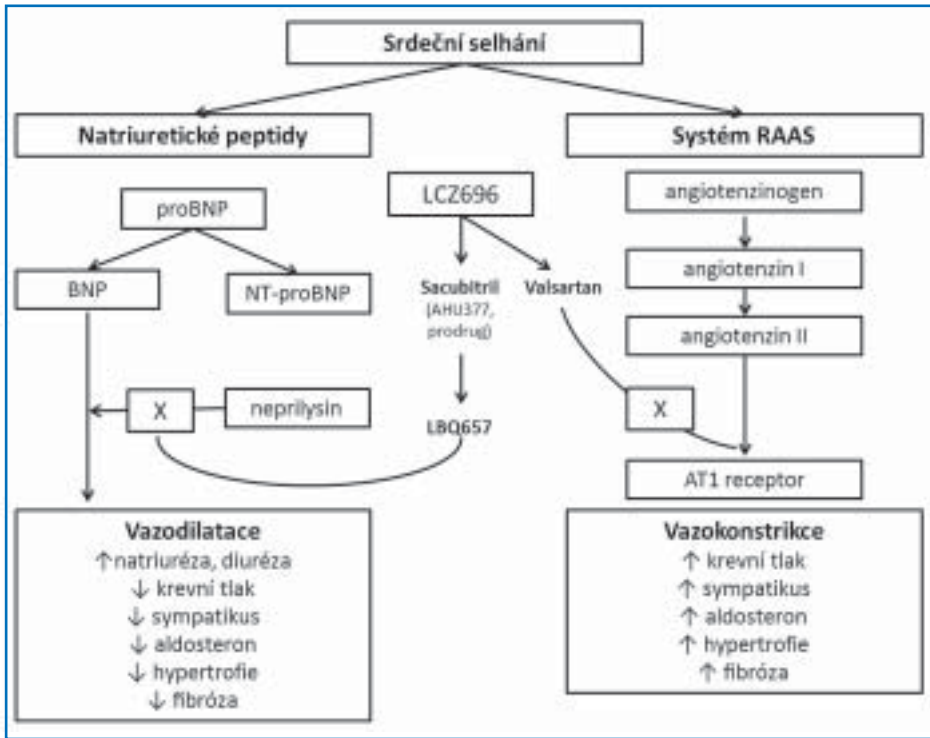 Srdeční selhání
Natriuretické peptidy
Systém RAAS
proBNP
BNP
NT-proBNP
LCZ696
Sacubitril
(AHU377,
prodrug)
Valsartan
LBQ657
angiotenzinogen
angiotenzin I
angiotenzin II
X
neprilysin
X
AT1 receptor
Vazodilatace
↑natriuréza, diuréza
↓ krevní tlak
↓ sympatikus
↓ aldosteron
↓ hypertrofie
↓ fibróza
Vazokonstrikce
↑ krevní tlak
↑ sympatikus
↑ aldosteron
↑ hypertrofie
↑ fibróza